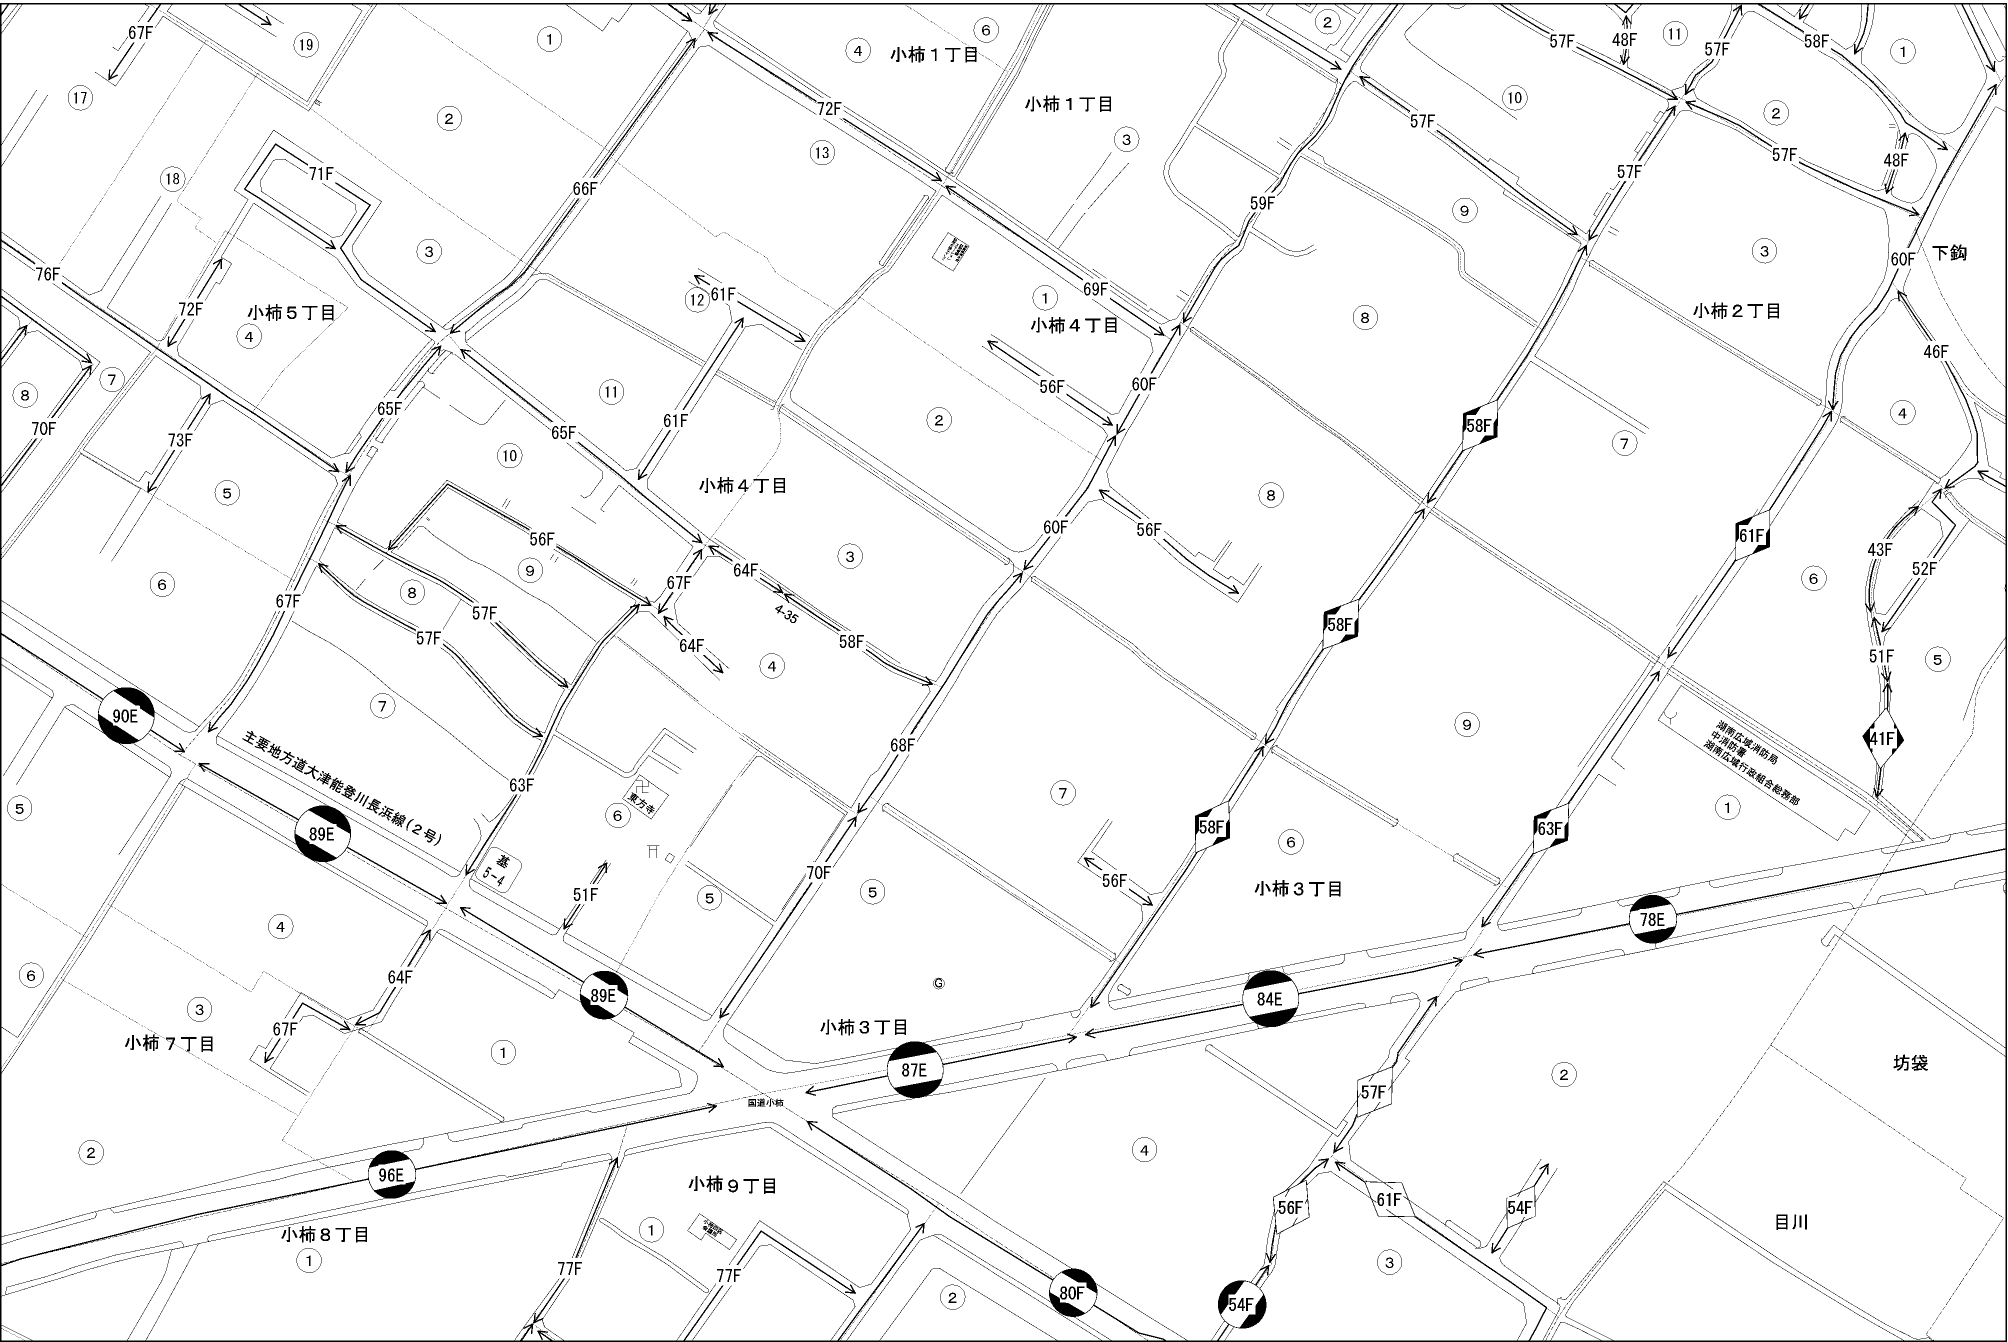 67F
19
1
6
4
小柿１丁目
2
57F
48F
11
57F
58F
1
17
2
72F
小柿１丁目
10
2
13
3
57F
57F
48F
18
71F
66F
59F
9
57F
3
3
下鈎
76F
72F
小柿５丁目
4
12
61F
1
69F
小柿４丁目
8
小柿２丁目
60F
46F
7
8
65F
11
56F
60F
2
4
70F
73F
65F
61F
58F
7
10
小柿４丁目
5
8
56F
60F
61F
56F
9
3
43F
6
52F
6
67F
8
57F
67F
64F
4-35
57F
58F
58F
64F
4
51F
5
90E
7
主要地方道大津能登川長浜線(２号)
68F
9
湖南広域消防局
中消防署
湖南広域行政組合総務部
41F
5
89E
63F
東方寺
6
7
58F
63F
1
6
基
5-4
51F
5
70F
5
56F
小柿３丁目
4
78E
6
64F
89E
G
84E
3
67F
小柿７丁目
1
小柿３丁目
87E
57F
2
坊袋
国道小柿
2
96E
4
小柿９丁目
61F
56F
54F
目川
小柿８丁目
1
1
77F
77F
2
80F
54F
3